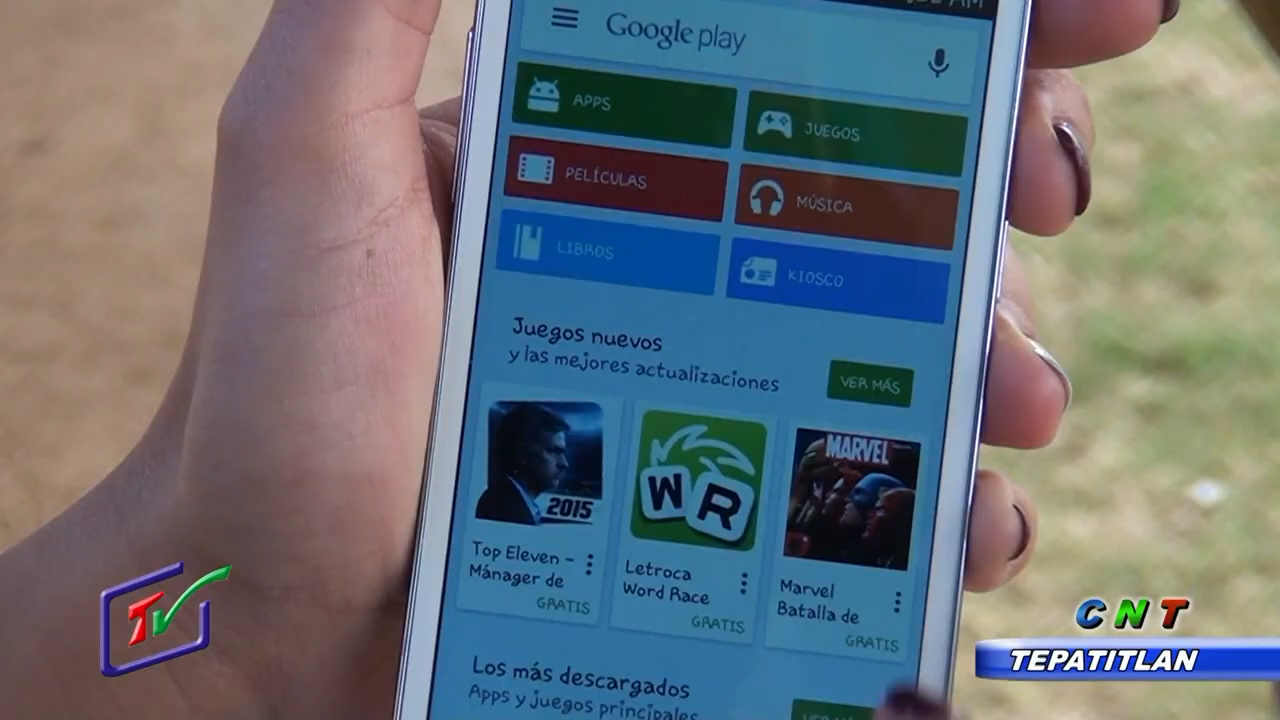 Google play
APPS
JUEGOS
PELÍCULAS
MÚSICA
LIBROS
KIOSCO
Juegos nuevos
y las mejores actualizaciones
VER MÁS
2015
WR
MARVEL
Top Eleven -
Mánager de
GRATIS
Letroca
Word Race
GRATIS
Marvel
Batalla de
GRATIS
Los más descargados
Apps y juegos principales
VER MÁS
TV
CNT
TEPATITLAN